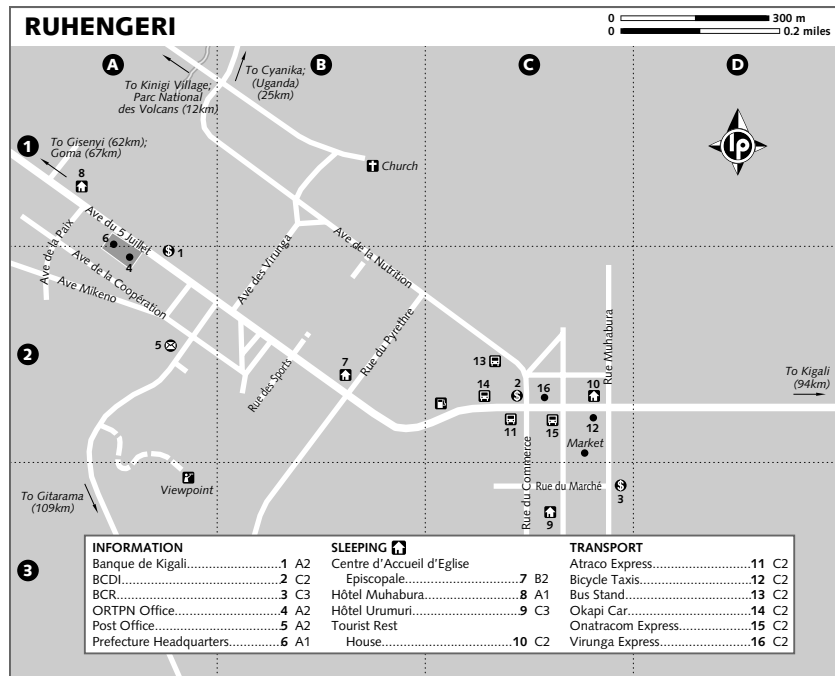 RUHENGERI
0 300 m
0 0.2 miles
A
B
C
D
To Kinigi Village;
Parc National
des Volcans (12km)
To Cyanika;
(Uganda)
(25km)
1
To Gisenyi (62km);
Goma (67km)
8
Church
lp
Ave du 5 Juillet
Ave de la Paix
6
4
1
Ave de la Coopération
Ave Mikeno
Ave des Virunga
Ave de la Nutrition
Rue du Pyrethre
Rue Muhabura
2
5
Rue des Sports
7
13
14
2
16
10
To Kigali
(94km)
11
15
12
Market
Rue du Commerce
Viewpoint
To Gitarama
(109km)
Rue du Marché
3
9
3
INFORMATION
Banque de Kigali 1 A2
BCDI 2 C2
BCR 3 C3
ORTPN Office 4 A2
Post Office 5 A2
Prefecture Headquarters 6 A1
SLEEPING
Centre d'Accueil d'Eglise
Episcopale 7 B2
Hôtel Muhabura 8 A1
Hôtel Urumuri 9 C3
Tourist Rest
House 10 C2
TRANSPORT
Atraco Express 11 C2
Bicycle Taxis 12 C2
Bus Stand 13 C2
Okapi Car 14 C2
Onatracom Express 15 C2
Virunga Express 16 C2